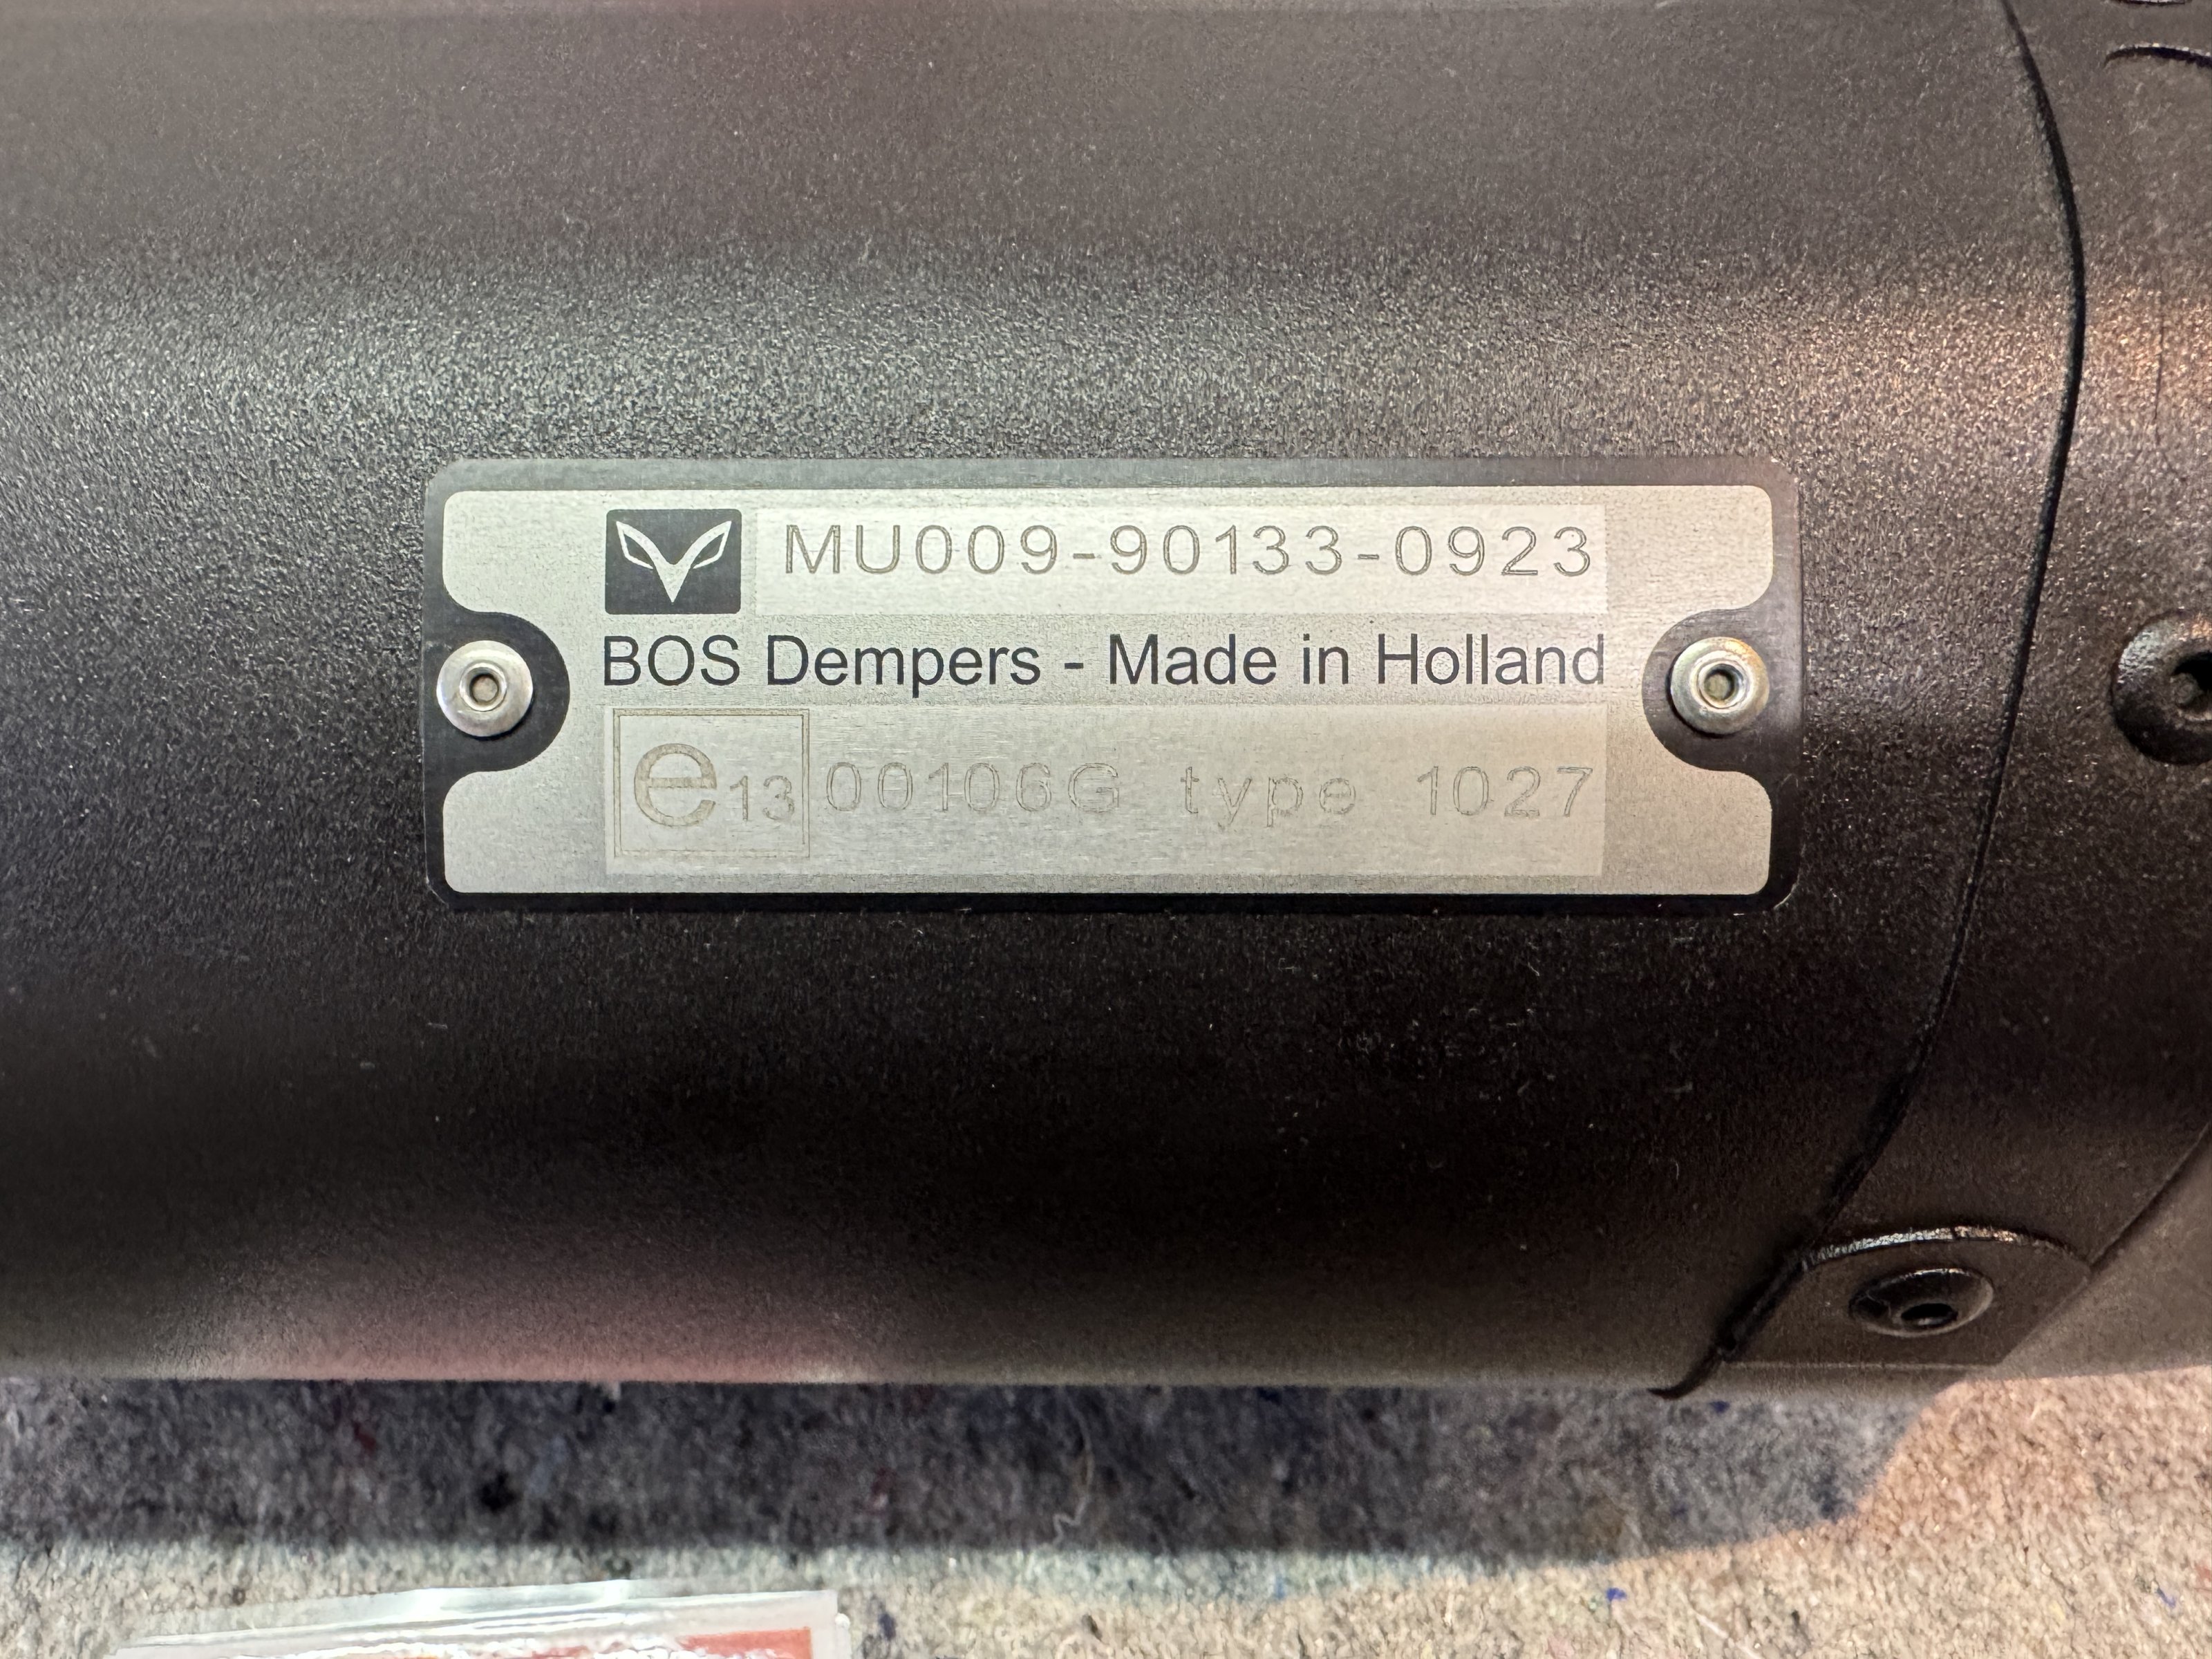 MU009-90133-0923
BOS Dempers - Made in Holland
e13 00106G type 1027